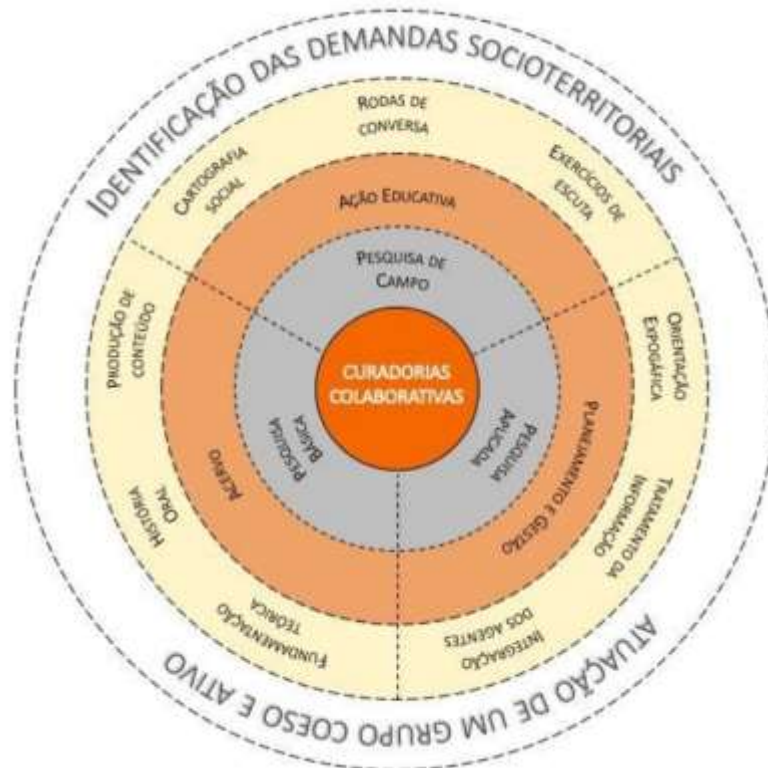 IDENTIFICAÇÃO DAS DEMANDAS SOCIOTERRITORIAIS
RODAS DE
CONVERSA
CARTOGRAFIA
SOCIAL
EXERCÍCIOS DE
ESCUTA
AÇÃO EDUCATIVA
PESQUISA DE
CAMPO
PRODUÇÃO DE
CONTEÚDO
ORIENTAÇÃO
EXPOGÁFICA
CURADORIAS
COLABORATIVAS
PESQUISA
BÁSICA
PESQUISA
APLICADA
ACERVO
PLANEJAMENTO E GESTÃO
HISTÓRIA
ORAL
TRATAMENTO DA
INFORMAÇÃO
FUNDAMENTAÇÃO
TEÓRICA
INTEGRAÇÃO
DOS AGENTES
ATUAÇÃO DE UM GRUPO COESO E ATIVO